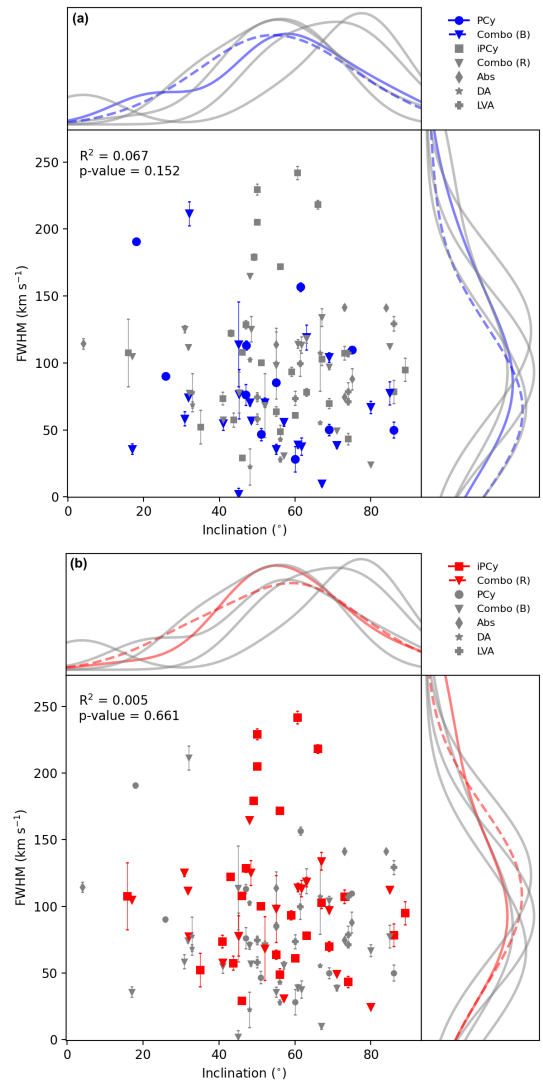 (a)
PCy
Combo (B)
iPCy
Combo (R)
Abs
DA
LVA
R² = 0.067
p-value = 0.152
250
200
150
100
50
0
FWHM (km s⁻¹)
0 20 40 60 80
Inclination (°)
(b)
iPCy
Combo (R)
PCy
Combo (B)
Abs
DA
LVA
R² = 0.005
p-value = 0.661
250
200
150
100
50
0
FWHM (km s⁻¹)
0 20 40 60 80
Inclination (°)